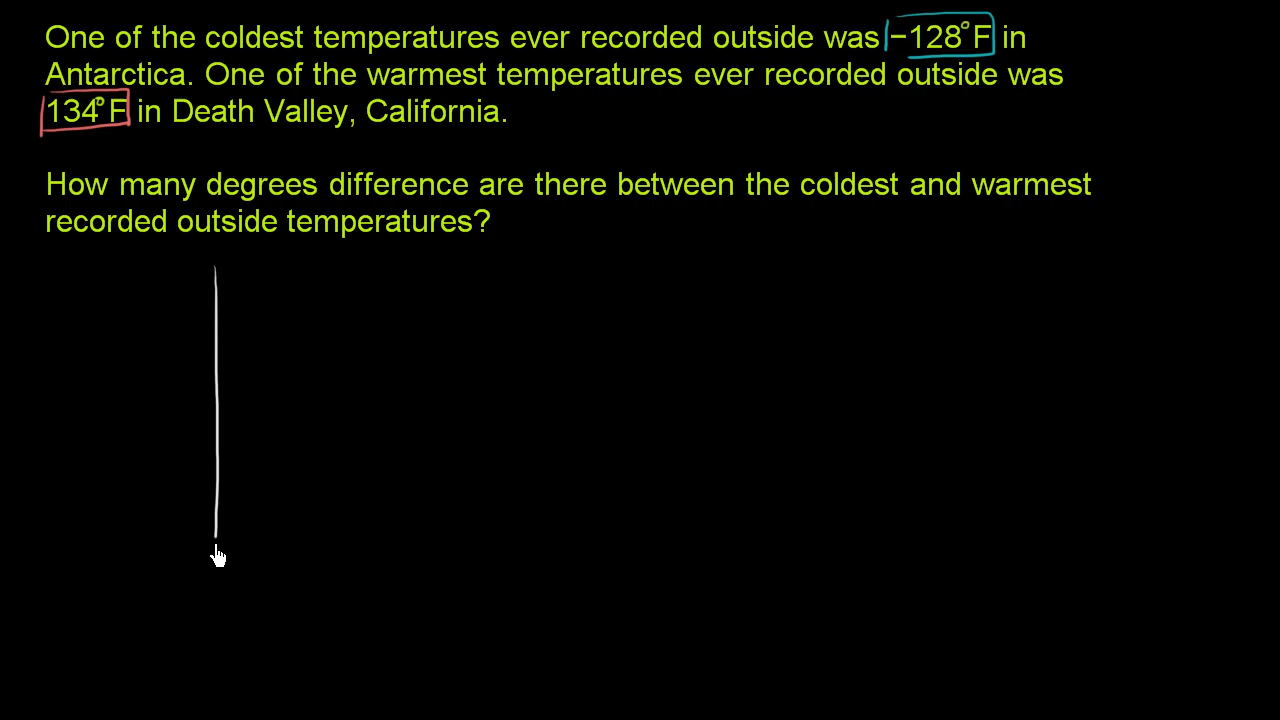 One of the coldest temperatures ever recorded outside was −128°F in
Antarctica. One of the warmest temperatures ever recorded outside was
134°F in Death Valley, California.
How many degrees difference are there between the coldest and warmest
recorded outside temperatures?